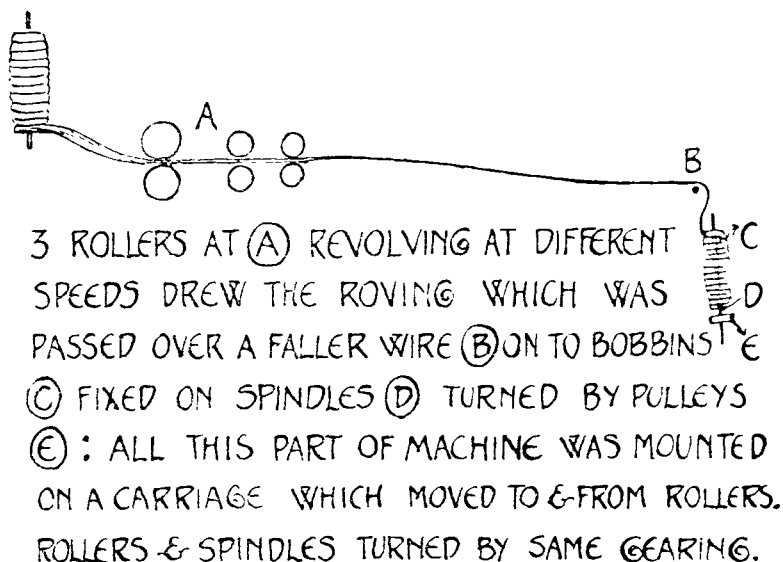 A
B
C
D
E
3 ROLLERS AT (A) REVOLVING AT DIFFERENT
SPEEDS DREW THE ROVING WHICH WAS
PASSED OVER A FALLER WIRE (B) ON TO BOBBINS
(C) FIXED ON SPINDLES (D) TURNED BY PULLEYS
(E) : ALL THIS PART OF MACHINE WAS MOUNTED
ON A CARRIAGE WHICH MOVED TO & FROM ROLLERS.
ROLLERS & SPINDLES TURNED BY SAME GEARING.